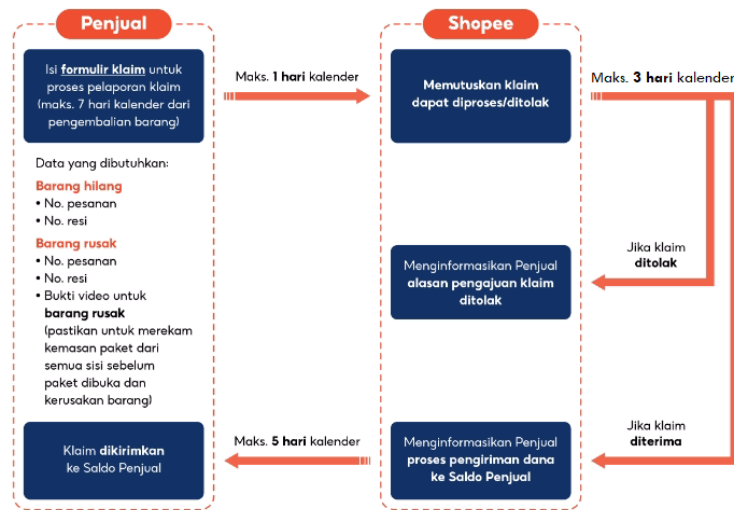 Penjual
Isi formulir klaim untuk
proses pelaporan klaim
(maks. 7 hari kalender dari
pengembalian barang)
Data yang dibutuhkan:
Barang hilang
• No. pesanan
• No. resi
Barang rusak
• No. pesanan
• No. resi
• Bukti video untuk
barang rusak
(pastikan untuk merekam
kemasan paket dari
semua sisi sebelum
paket dibuka dan
kerusakan barang)
Klaim dikirimkan
ke Saldo Penjual
Maks. 1 hari kalender
Maks. 5 hari kalender
Shopee
Memutuskan klaim
dapat diproses/ditolak
Menginformasikan Penjual
alasan pengajuan klaim
ditolak
Menginformasikan Penjual
proses pengiriman dana
ke Saldo Penjual
Maks. 3 hari kalender
Jika klaim
ditolak
Jika klaim
diterima